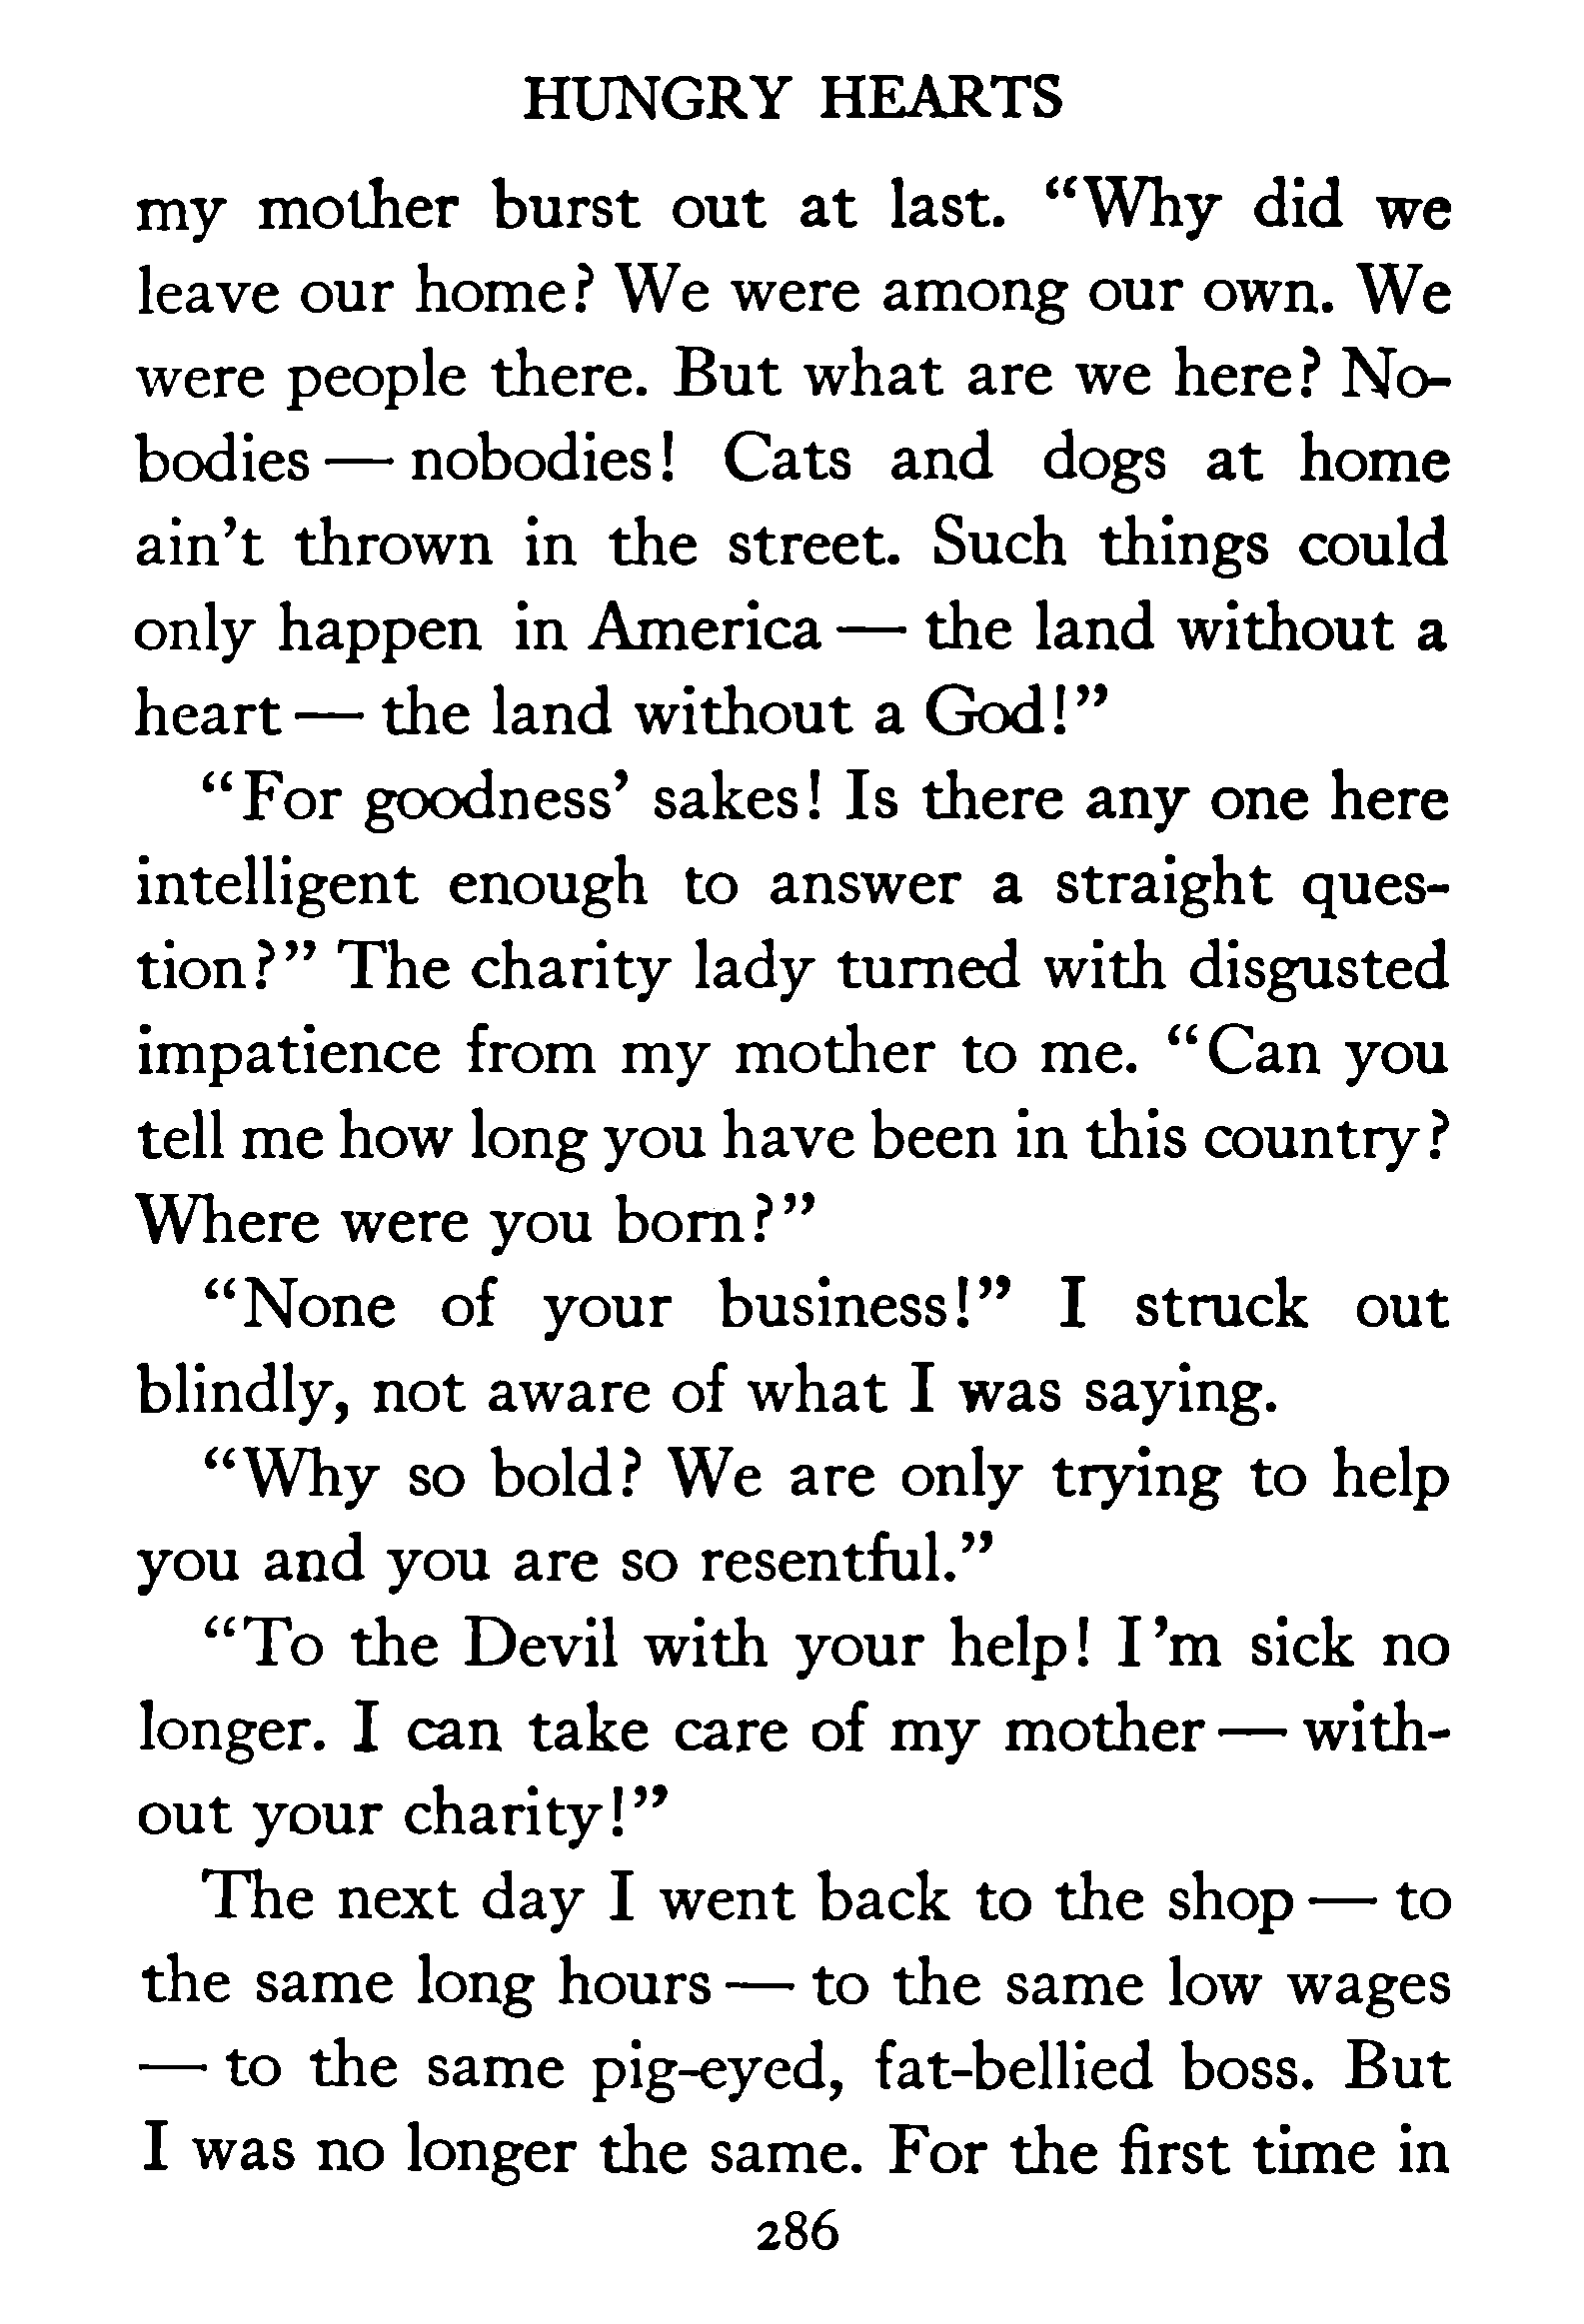 HUNGRY HEARTS
my mother burst out at last. “Why did we
leave our home? We were among our own. We
were people there. But what are we here? No-
bodies — nobodies! Cats and dogs at home
ain’t thrown in the street. Such things could
only happen in America — the land without a
heart — the land without a God!”
“For goodness’ sakes! Is there any one here
intelligent enough to answer a straight ques-
tion?” The charity lady turned with disgusted
impatience from my mother to me. “Can you
tell me how long you have been in this country?
Where were you born?”
“None of your business!” I struck out
blindly, not aware of what I was saying.
“Why so bold? We are only trying to help
you and you are so resentful.”
“To the Devil with your help! I’m sick no
longer. I can take care of my mother — with-
out your charity!”
The next day I went back to the shop — to
the same long hours — to the same low wages
— to the same pig-eyed, fat-bellied boss. But
I was no longer the same. For the first time in
286